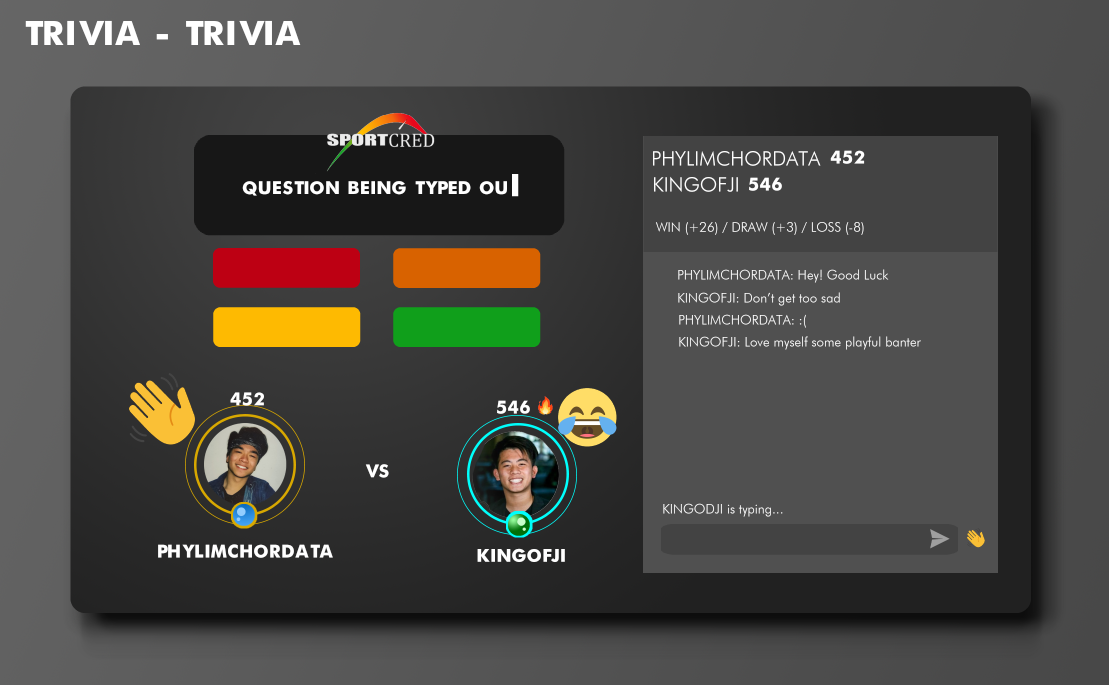 TRIVIA - TRIVIA
SPORTCRED
QUESTION BEING TYPED OU
452
546
VS
PHYLIMCHORDATA
KINGOFJI
PHYLIMCHORDATA 452
KINGOFJI 546
WIN (+26) / DRAW (+3) / LOSS (-8)
PHYLIMCHORDATA: Hey! Good Luck
KINGOFJI: Don't get too sad
PHYLIMCHORDATA: :(
KINGOFJI: Love myself some playful banter
KINGODJI is typing...